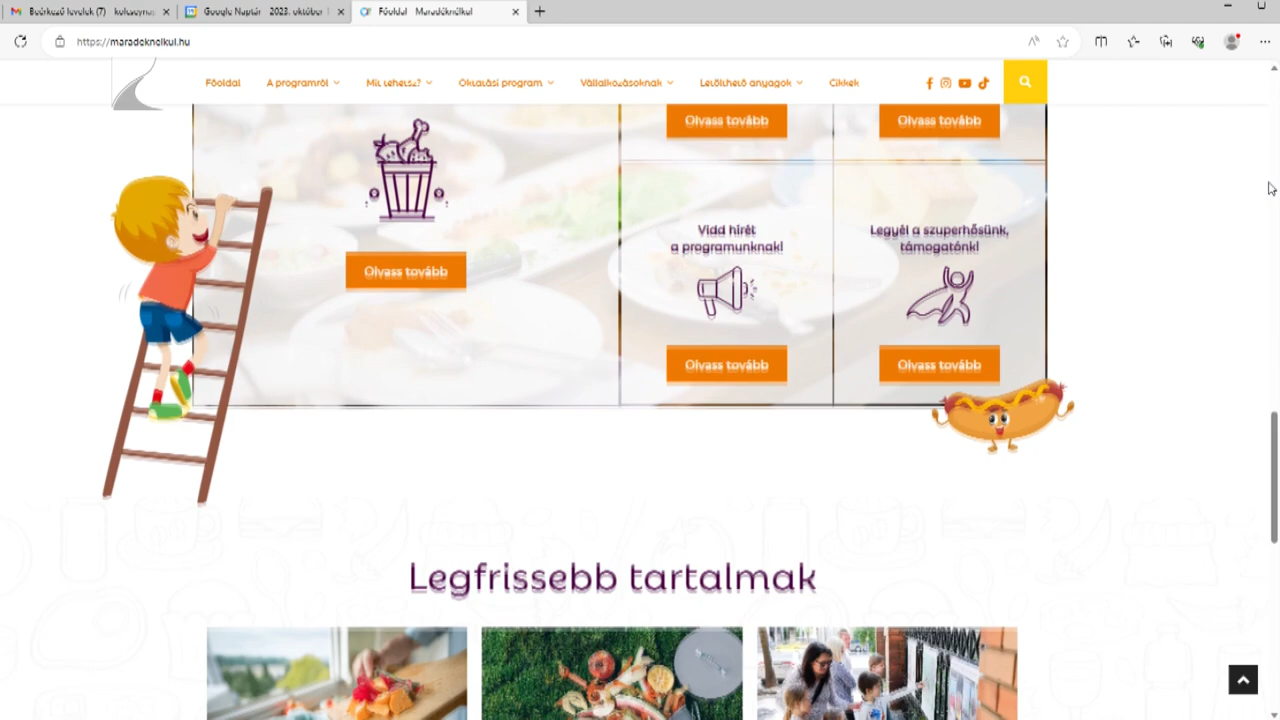 Beérkező levelek (7)
Google Naptár - 2023. október
Főoldal - Maradéknélkül
https://maradeknelkul.hu
Főoldal
A programról
Mit tehetsz?
Oktatási program
Vállalkozásoknak
Letölthető anyagok
Cikkek
Olvass tovább
Olvass tovább
Olvass tovább
Vidd hírét
a programunknak!
Olvass tovább
Legyél a szuperhősünk,
támogatónk!
Olvass tovább
Legfrissebb tartalmak